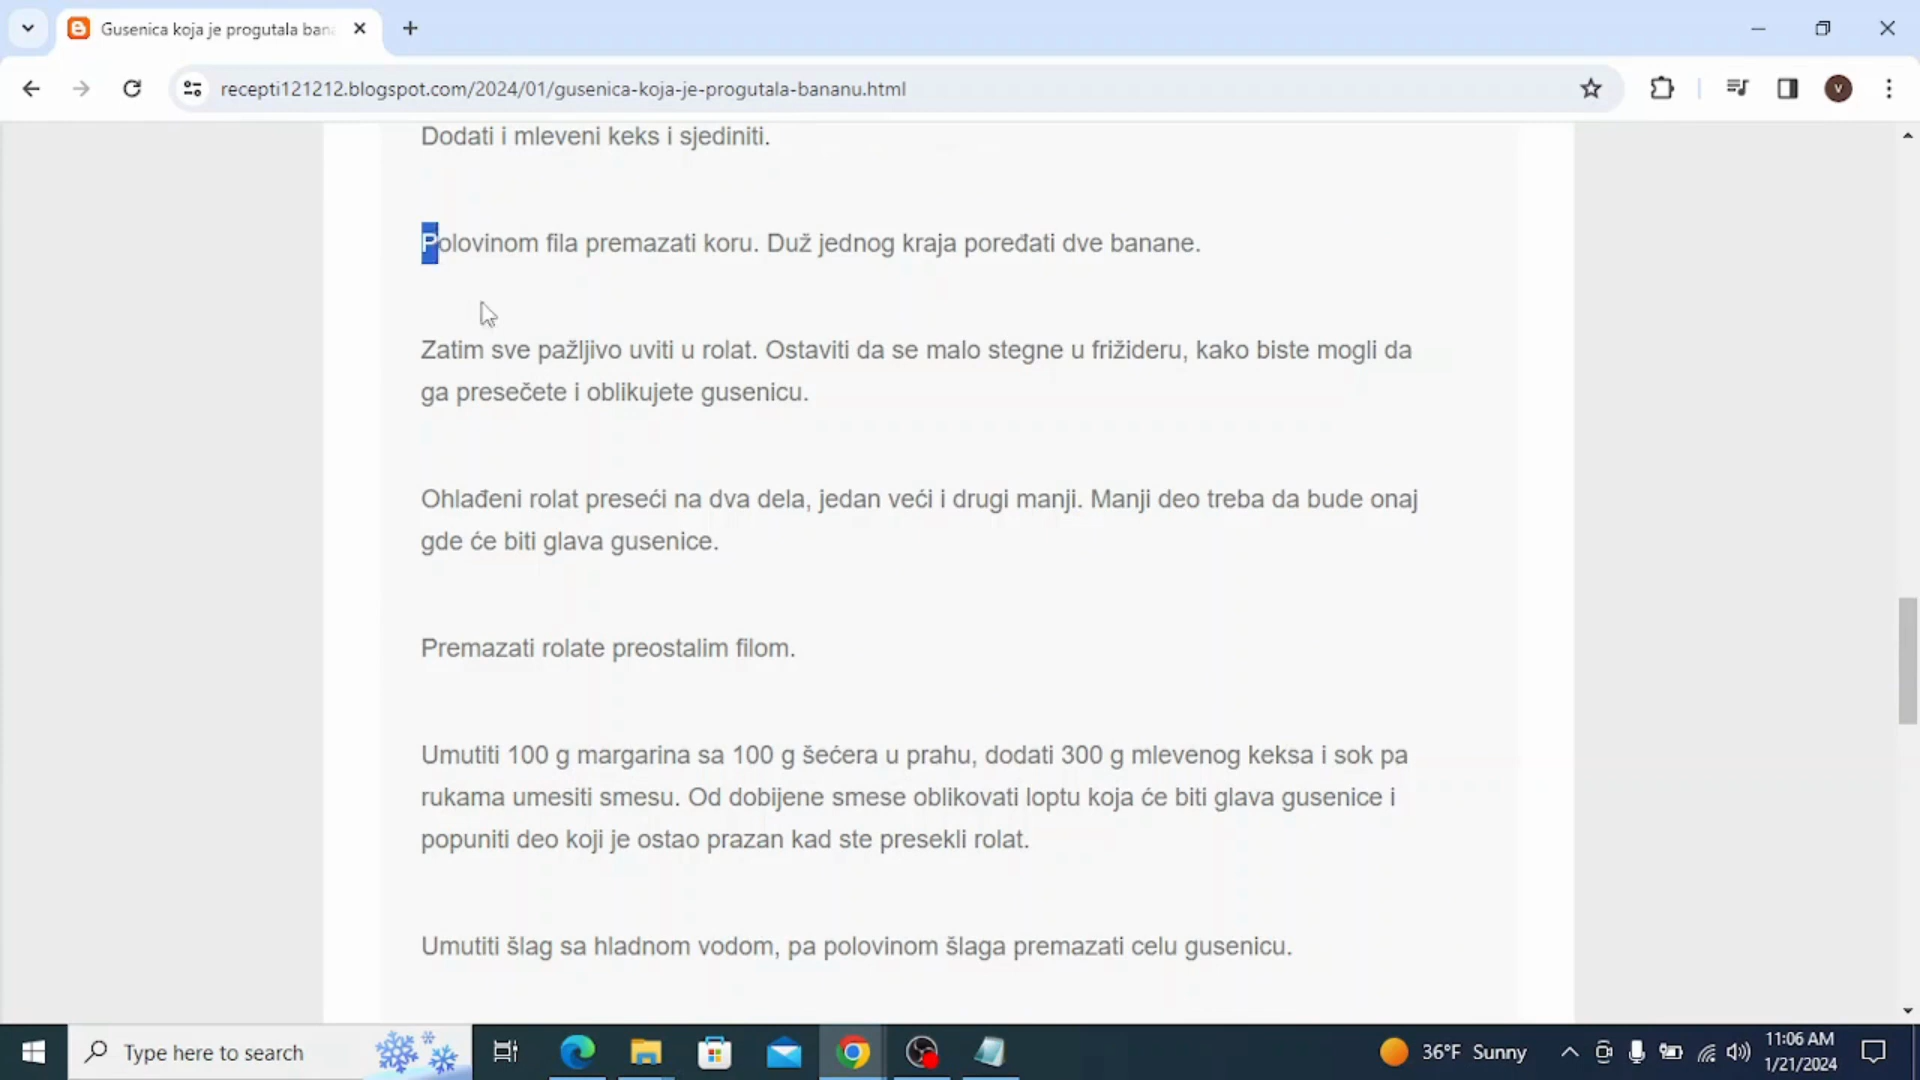 Gusenica koja je progutala bana
recepti121212.blogspot.com/2024/01/gusenica-koja-je-progutala-bananu.html
v
Dodati i mleveni keks i sjediniti.
Polovinom fila premazati koru. Duž jednog kraja poređati dve banane.
Zatim sve pažljivo uviti u rolat. Ostaviti da se malo stegne u frižideru, kako biste mogli da
ga presečete i oblikujete gusenicu.
Ohlađeni rolat preseći na dva dela, jedan veći i drugi manji. Manji deo treba da bude onaj
gde će biti glava gusenice.
Premazati rolate preostalim filom.
Umutiti 100 g margarina sa 100 g šećera u prahu, dodati 300 g mlevenog keksa i sok pa
rukama umesiti smesu. Od dobijene smese oblikovati loptu koja će biti glava gusenice i
popuniti deo koji je ostao prazan kad ste presekli rolat.
Umutiti šlag sa hladnom vodom, pa polovinom šlaga premazati celu gusenicu.
Type here to search
36°F Sunny
11:06 AM
1/21/2024